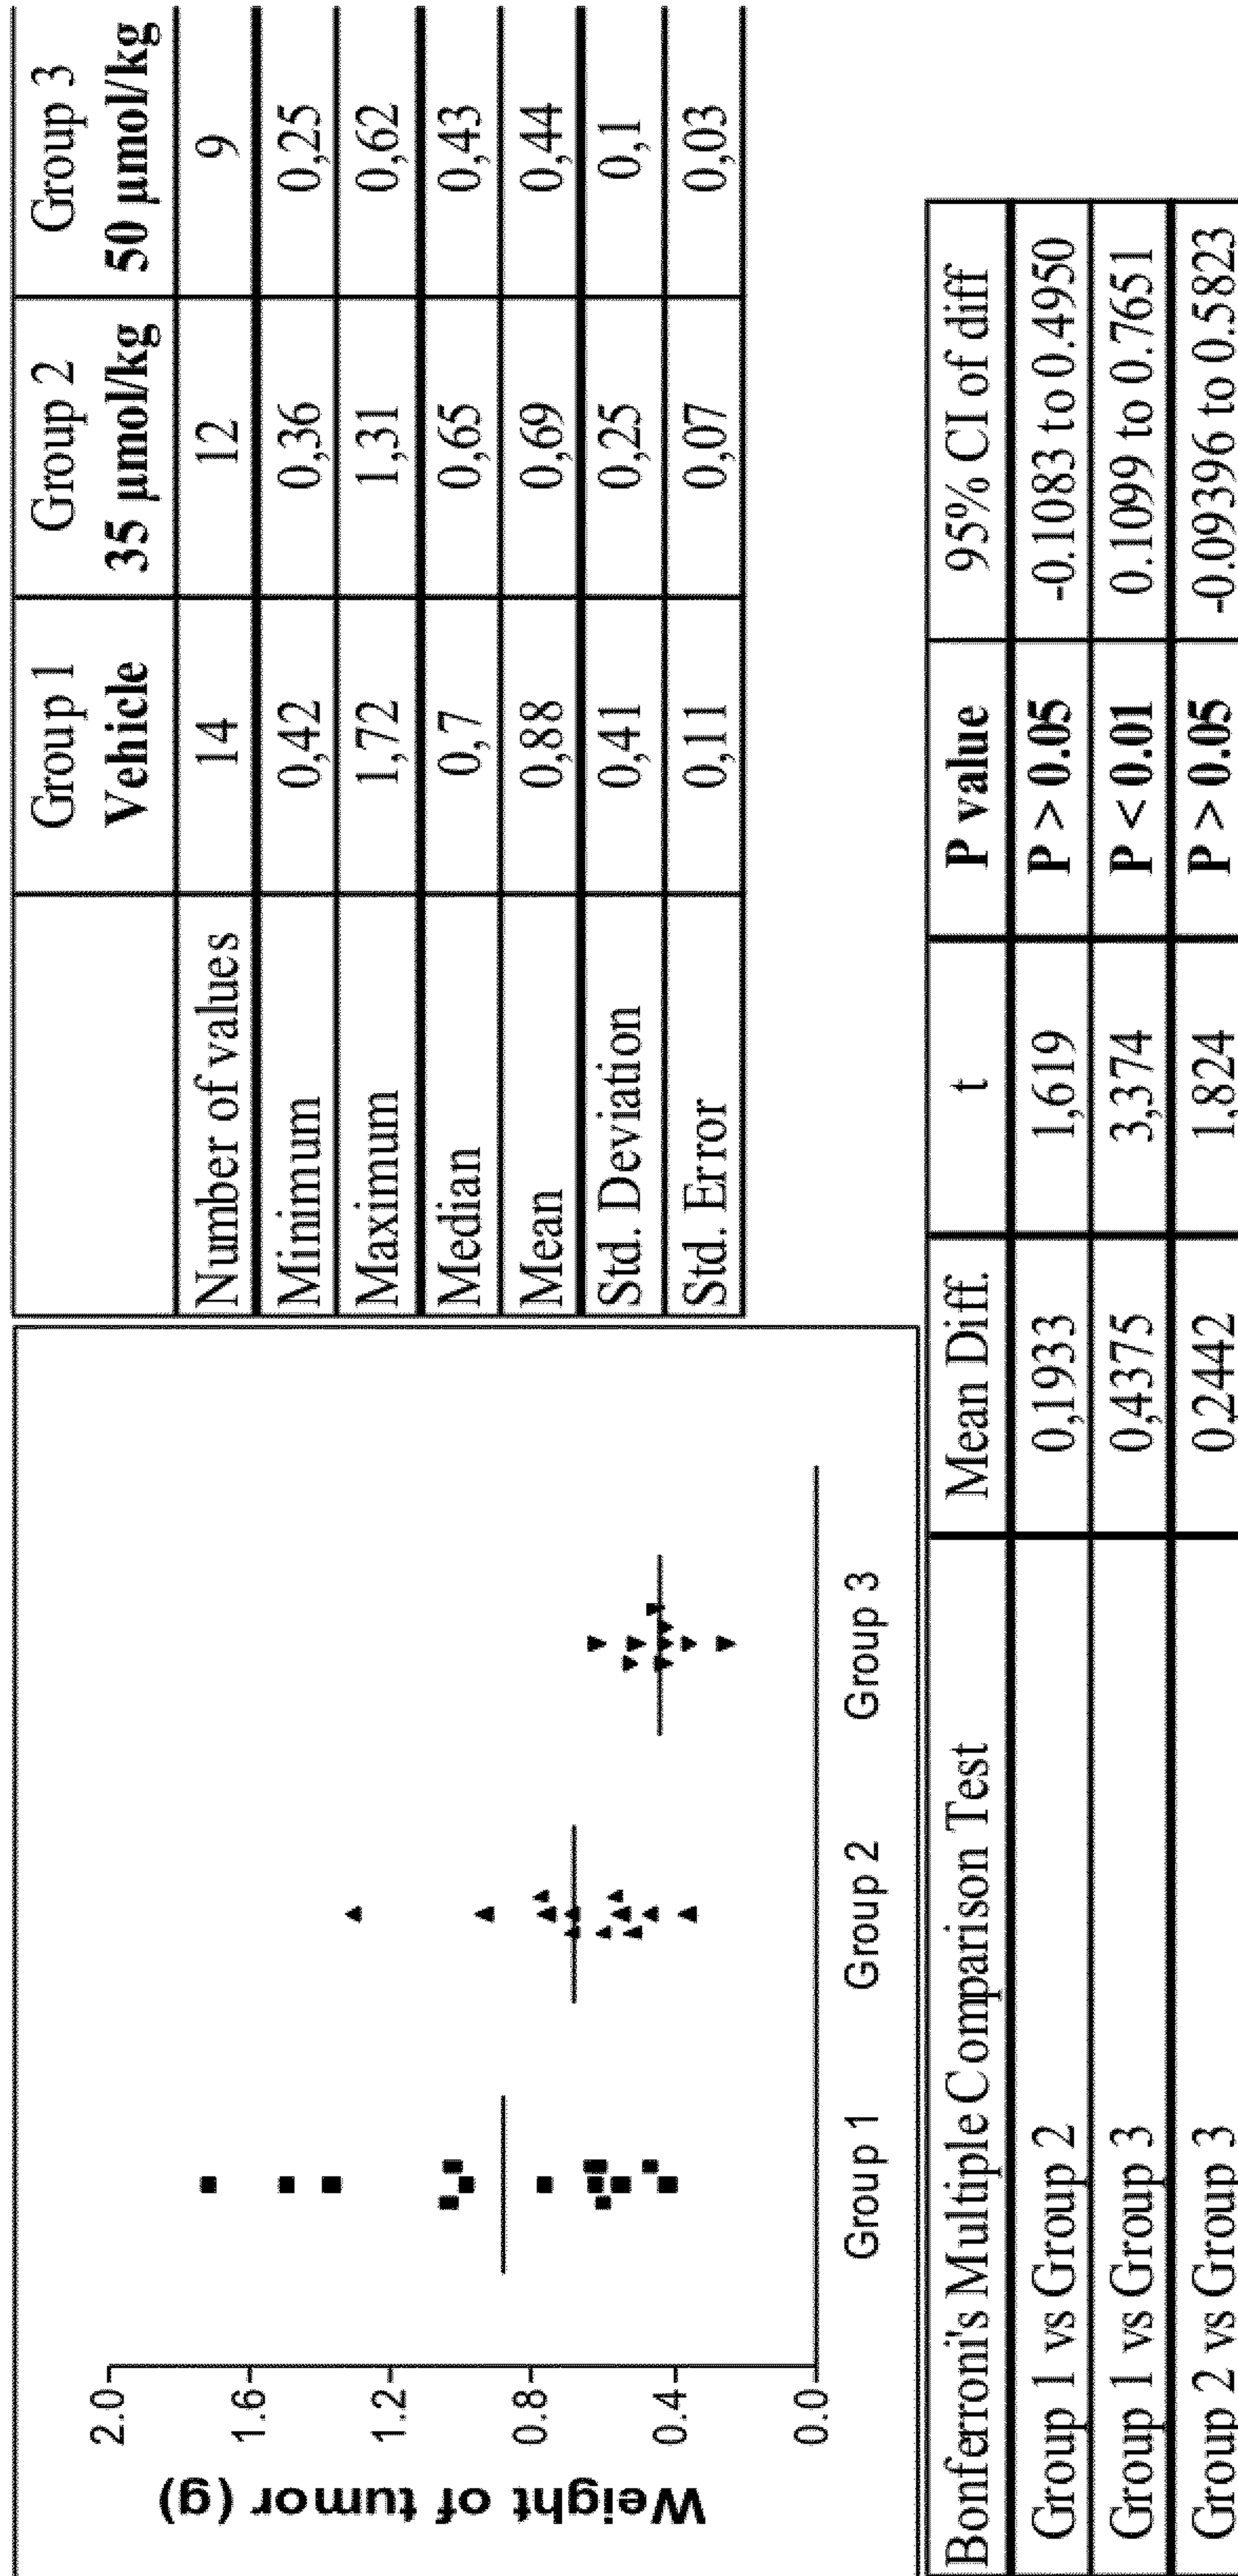 Weight of tumor (g)
2.0
1.6
1.2
0.8
0.4
0.0
Group 1 Group 2 Group 3
Group 1 Group 2 Group 3
Vehicle 35 μmol/kg 50 μmol/kg
Number of values 14 12 9
Minimum 0,42 0,36 0,25
Maximum 1,72 1,31 0,62
Median 0,7 0,65 0,43
Mean 0,88 0,69 0,44
Std. Deviation 0,41 0,25 0,1
Std. Error 0,11 0,07 0,03
Bonferroni's Multiple Comparison Test Mean Diff. t P value 95% CI of diff
Group 1 vs Group 2 0,1933 1,619 P > 0.05 -0.1083 to 0.4950
Group 1 vs Group 3 0,4375 3,374 P < 0.01 0.1099 to 0.7651
Group 2 vs Group 3 0,2442 1,824 P > 0.05 -0.09396 to 0.5823